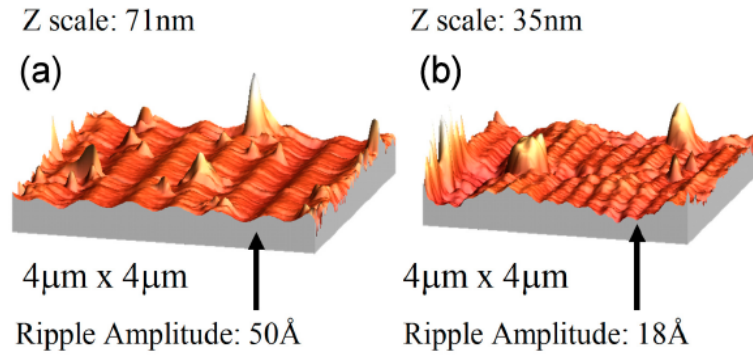 Z scale: 71nm
Z scale: 35nm
(a)
(b)
4μm x 4μm
4μm x 4μm
Ripple Amplitude: 50Å
Ripple Amplitude: 18Å